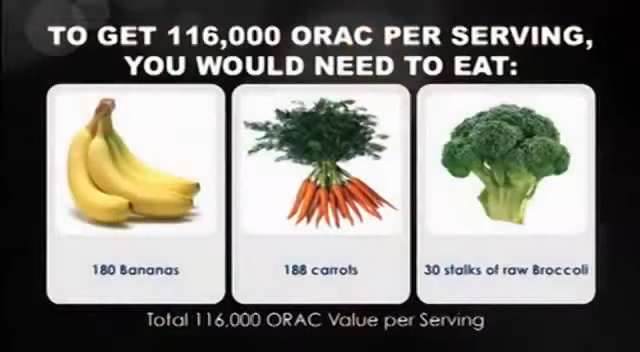 TO GET 116,000 ORAC PER SERVING,
YOU WOULD NEED TO EAT:
180 Bananas
188 carrots
30 stalks of raw Broccoli
Total 116,000 ORAC Value per Serving